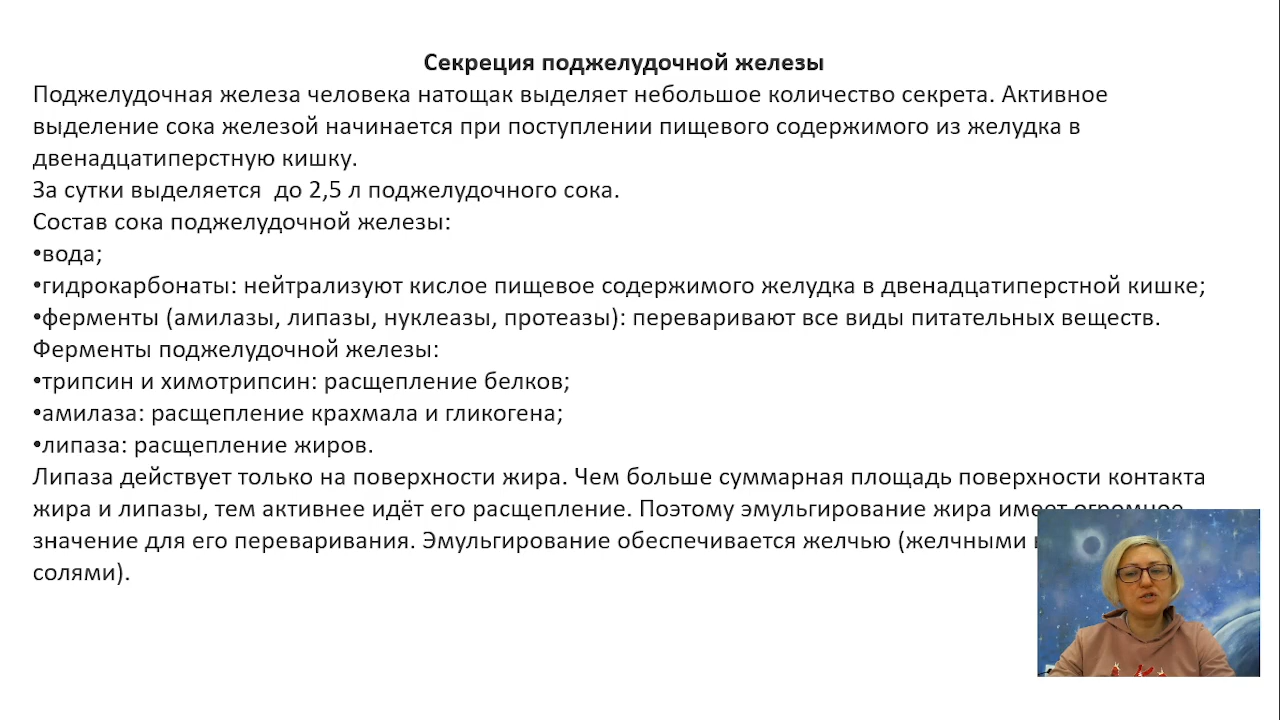 Секреция поджелудочной железы
Поджелудочная железа человека натощак выделяет небольшое количество секрета. Активное
выделение сока железой начинается при поступлении пищевого содержимого из желудка в
двенадцатиперстную кишку.
За сутки выделяется  до 2,5 л поджелудочного сока.
Состав сока поджелудочной железы:
•вода;
•гидрокарбонаты: нейтрализуют кислое пищевое содержимого желудка в двенадцатиперстной кишке;
•ферменты (амилазы, липазы, нуклеазы, протеазы): переваривают все виды питательных веществ.
Ферменты поджелудочной железы:
•трипсин и химотрипсин: расщепление белков;
•амилаза: расщепление крахмала и гликогена;
•липаза: расщепление жиров.
Липаза действует только на поверхности жира. Чем больше суммарная площадь поверхности контакта
жира и липазы, тем активнее идёт его расщепление. Поэтому эмульгирование жира имеет огромное
значение для его переваривания. Эмульгирование обеспечивается желчью (желчными
солями).